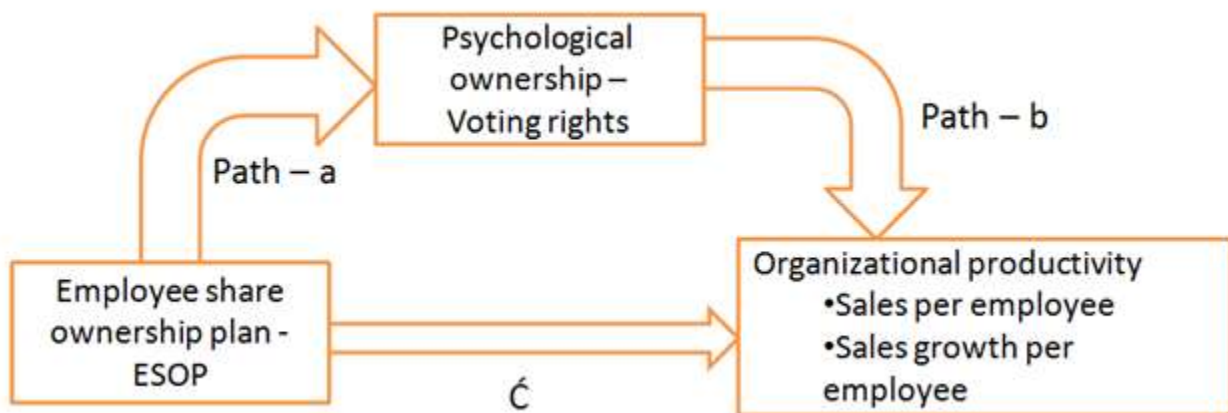 Psychological
ownership –
Voting rights
Path – a
Path – b
Employee share
ownership plan -
ESOP
Ć
Organizational productivity
•Sales per employee
•Sales growth per
employee